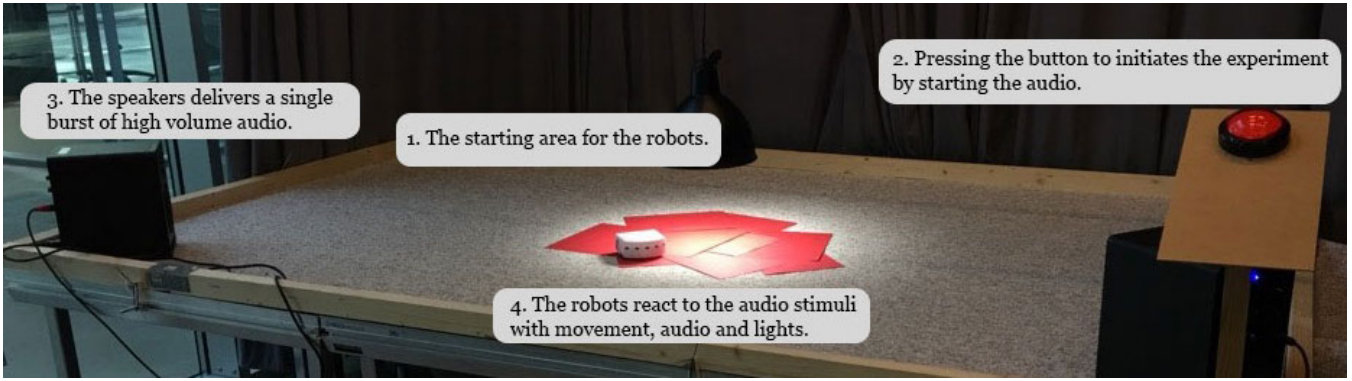 1. The starting area for the robots.
2. Pressing the button to initiates the experiment
by starting the audio.
3. The speakers delivers a single
burst of high volume audio.
4. The robots react to the audio stimuli
with movement, audio and lights.